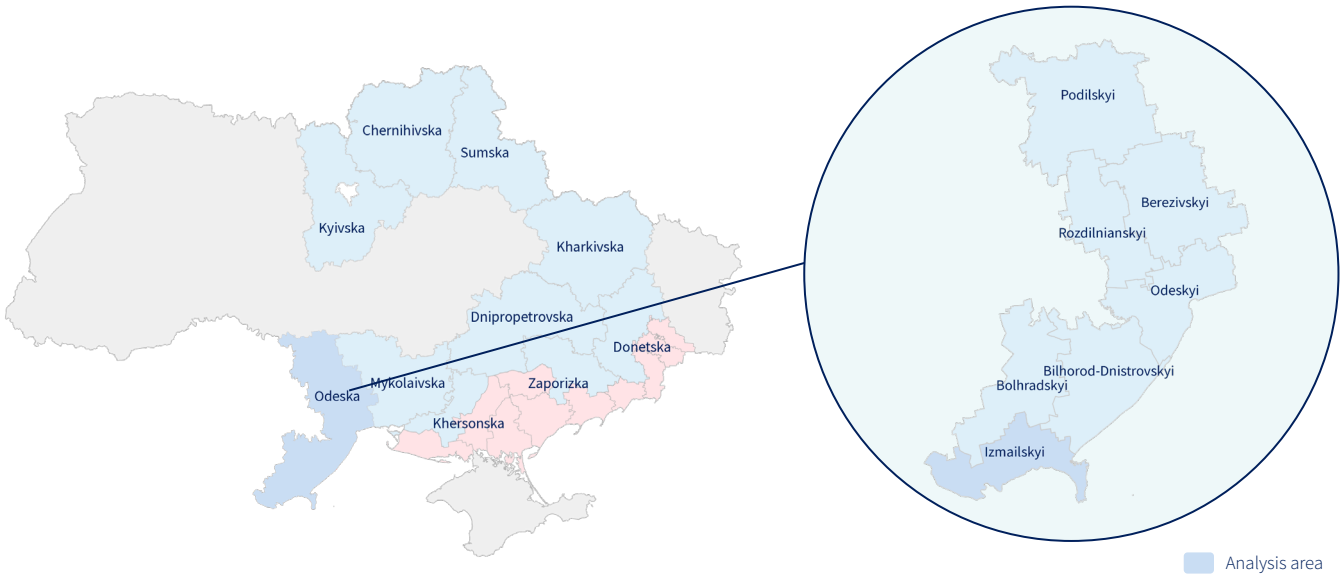 Chernihivska
Sumska
Kyivska
Kharkivska
Dnipropetrovska
Donetska
Mykolaivska
Zaporizka
Odeska
Khersonska
Podilskyi
Berezivskyi
Rozdilnianskyi
Odeskyi
Bilhorod-Dnistrovskyi
Bolhradskyi
Izmailskyi
Analysis area